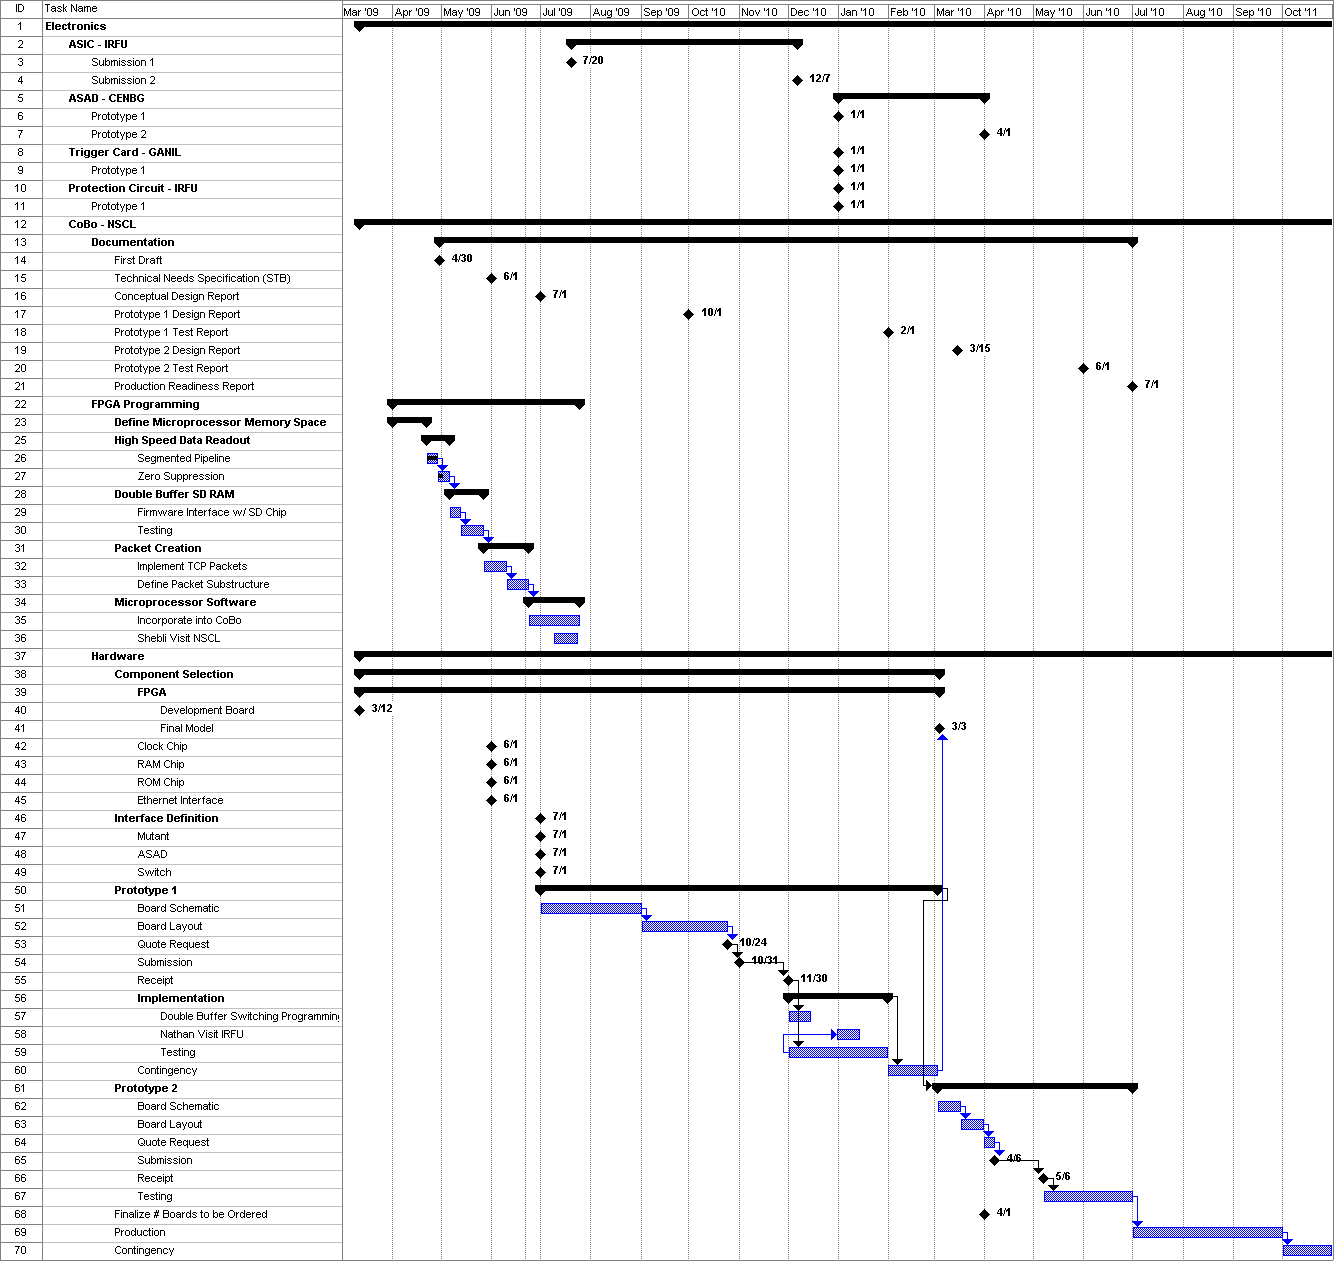 ID Task Name Mar '09 Apr '09 May '09 Jun '09 Jul '09 Aug '09 Sep '09 Oct '10 Nov '10 Dec '10 Jan '10 Feb '10 Mar '10 Apr '10 May '10 Jun '10 Jul '10 Aug '10 Sep '10 Oct '11
1 Electronics
2 ASIC - IRFU
3 Submission 1 7/20
4 Submission 2 12/7
5 ASAD - CENBG
6 Prototype 1 1/1
7 Prototype 2 4/1
8 Trigger Card - GANIL 1/1
9 Prototype 1 1/1
10 Protection Circuit - IRFU 1/1
11 Prototype 1 1/1
12 CoBo - NSCL
13 Documentation
14 First Draft 4/30
15 Technical Needs Specification (STB) 6/1
16 Conceptual Design Report 7/1
17 Prototype 1 Design Report 10/1
18 Prototype 1 Test Report 2/1
19 Prototype 2 Design Report 3/15
20 Prototype 2 Test Report 6/1
21 Production Readiness Report 7/1
22 FPGA Programming
23 Define Microprocessor Memory Space
25 High Speed Data Readout
26 Segmented Pipeline
27 Zero Suppression
28 Double Buffer SD RAM
29 Firmware Interface w/ SD Chip
30 Testing
31 Packet Creation
32 Implement TCP Packets
33 Define Packet Substructure
34 Microprocessor Software
35 Incorporate into CoBo
36 Shebli Visit NSCL
37 Hardware
38 Component Selection
39 FPGA
40 Development Board 3/12
41 Final Model 3/3
42 Clock Chip 6/1
43 RAM Chip 6/1
44 ROM Chip 6/1
45 Ethernet Interface 6/1
46 Interface Definition 7/1
47 Mutant 7/1
48 ASAD 7/1
49 Switch 7/1
50 Prototype 1
51 Board Schematic
52 Board Layout
53 Quote Request 10/24
54 Submission 10/31
55 Receipt 11/30
56 Implementation
57 Double Buffer Switching Programming
58 Nathan Visit IRFU
59 Testing
60 Contingency
61 Prototype 2
62 Board Schematic
63 Board Layout
64 Quote Request
65 Submission 4/6
66 Receipt 5/6
67 Testing
68 Finalize # Boards to be Ordered 4/1
69 Production
70 Contingency